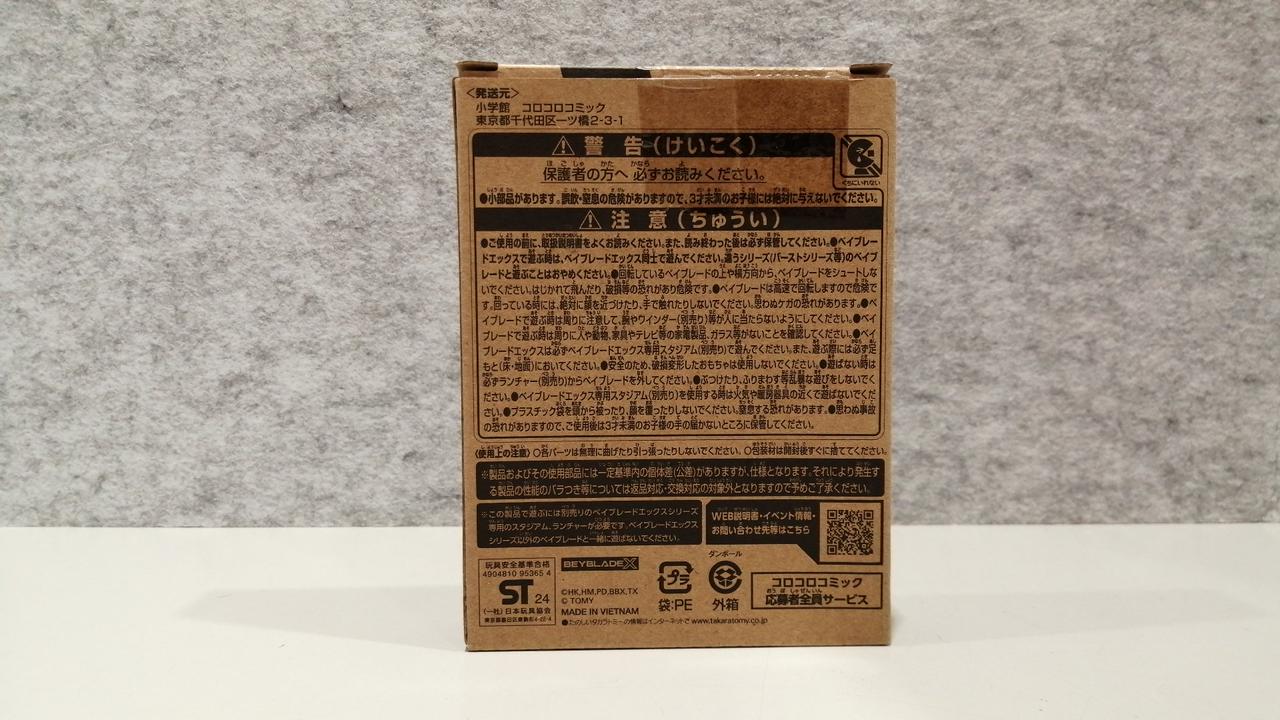 <発送元>
小学館 コロコロコミック
東京都千代田区一ツ橋2-3-1
警告(けいこく)
保護者の方へ 必ずお読みください。
くちにいれない
●小部品があります。誤飲・窒息の危険がありますので、3才未満のお子様には絶対に与えないでください。
注意(ちゅうい)
●ご使用の前に、取扱説明書をよくお読みください。また、読み終わった後は必ず保管してください。●ベイブレー
ドエックスで遊ぶ時は、ベイブレードエックス同士で遊んでください。違うシリーズ(バーストシリーズ等)のベイブ
レードと遊ぶことはおやめください。●回転しているベイブレードの上や横方向から、ベイブレードをシュートしな
いでください。はじかれて飛んだり、破損等の恐れがあり危険です。●ベイブレードは高速で回転しますので危険で
す。回っている時には、絶対に顔を近づけたり、手で触れたりしないでください。思わぬケガの恐れがあります。●ベ
イブレードで遊ぶ時は周りに注意して、腕やワインダー(別売り)等が人に当たらないようにしてください。●ベイ
ブレードで遊ぶ時は周りに人や動物、家具やテレビ等の家電製品、ガラス等がないことを確認してください。●ベイ
ブレードエックスは必ずベイブレードエックス専用スタジアム(別売り)で遊んでください。また、遊ぶ際には必ず足
もと(床・地面)においてください。●安全のため、破損変形したおもちゃは使用しないでください。●遊ばない時は
必ずランチャー(別売り)からベイブレードを外してください。●ぶつけたり、ふりまわす等乱暴な遊びをしないでく
ださい。●ベイブレードエックス専用スタジアム(別売り)を使用する時は火気や暖房器具の近くで遊ばないでくだ
さい。●プラスチック袋を頭から被ったり、顔を覆ったりしないでください。窒息する恐れがあります。●思わぬ事故
の恐れがありますので、ご使用後は3才未満のお子様の手の届かないところに保管してください。
〈使用上の注意〉○各パーツは無理に曲げたり引っ張ったりしないでください。○包装材は開封後すぐに捨ててください。
※製品およびその使用部品には一定基準内の個体差(公差)がありますが、仕様となります。それにより発生す
る製品の性能のバラつき等については返品対応・交換対応の対象外となりますので予めご了承ください。
※この製品で遊ぶには別売りのベイブレードエックスシリーズ
専用のスタジアム、ランチャーが必要です。ベイブレードエックス
シリーズ以外のベイブレードと一緒に遊ばないでください。
WEB説明書・イベント情報・
お問い合わせ先等はこちら
玩具安全基準合格
4904810 95365 4
ST 24
(一社)日本玩具協会
東京都墨田区東駒形4-22-4
BEYBLADE X
©HK,HM,PD,BBX,TX
© TOMY
MADE IN VIETNAM
●たのしいタカラトミーの情報はインターネットで www.takaratomy.co.jp
プラ
袋:PE
ダンボール
外箱
コロコロコミック
応募者全員サービス